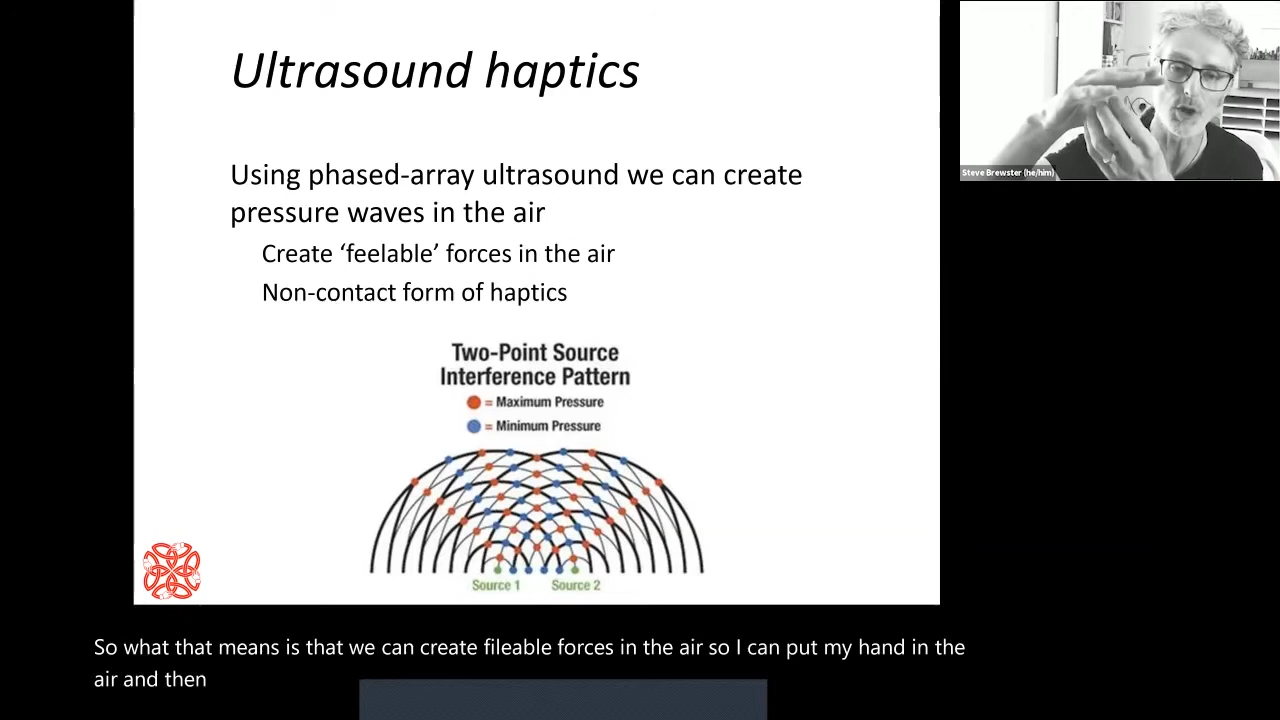 Ultrasound haptics
Using phased-array ultrasound we can create
pressure waves in the air
Create ‘feelable’ forces in the air
Non-contact form of haptics
Two-Point Source
Interference Pattern
= Maximum Pressure
= Minimum Pressure
Source 1 Source 2
Steve Brewster (he/him)
So what that means is that we can create fileable forces in the air so I can put my hand in the
air and then